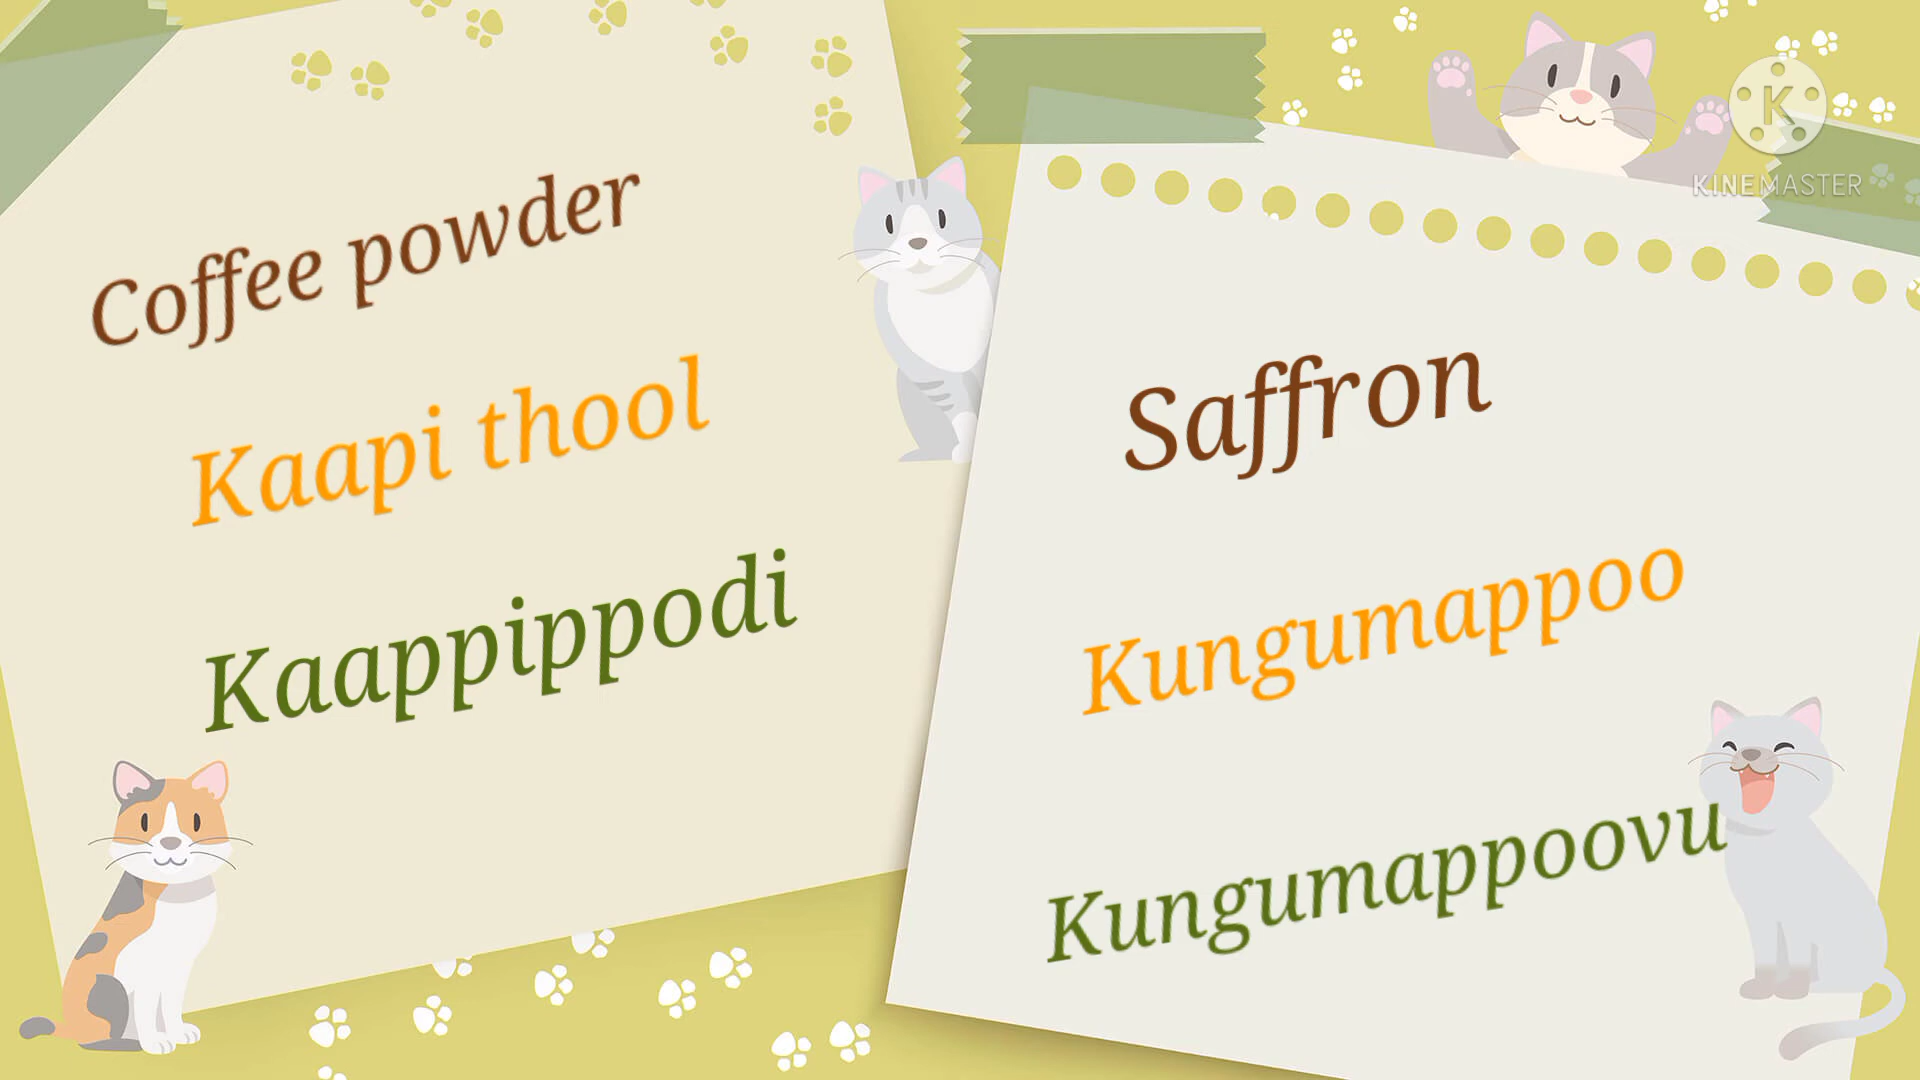 Coffee powder
Kaapi thool
Kaappippodi
K
KINEMASTER
Saffron
Kungumappoo
Kungumappoovu